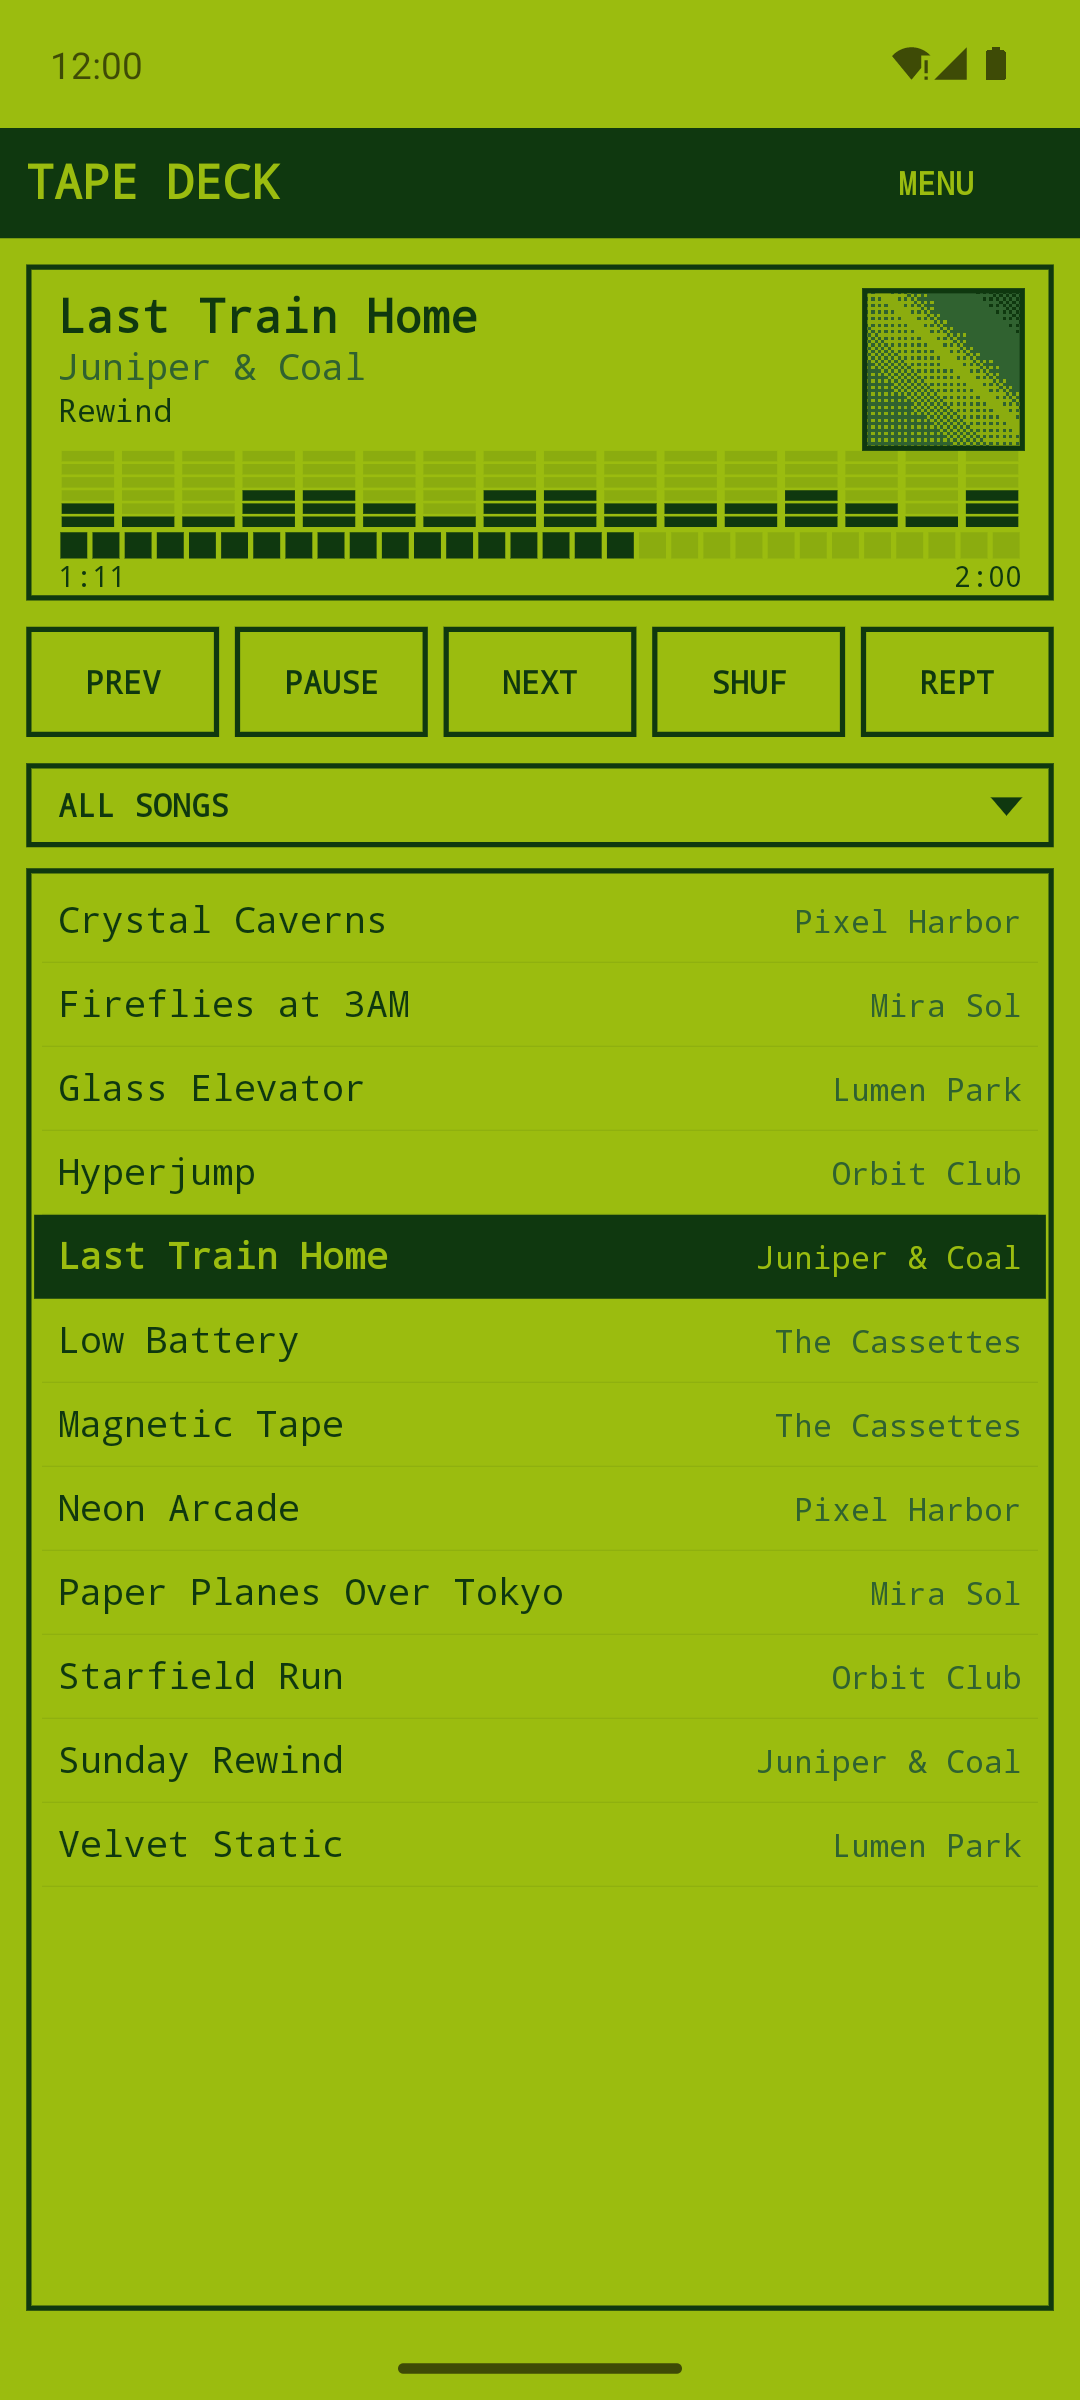 12:00
TAPE DECK
MENU
Last Train Home
Juniper & Coal
Rewind
1:11 2:00
PREV PAUSE NEXT SHUF REPT
ALL SONGS
Crystal Caverns Pixel Harbor
Fireflies at 3AM Mira Sol
Glass Elevator Lumen Park
Hyperjump Orbit Club
Last Train Home Juniper & Coal
Low Battery The Cassettes
Magnetic Tape The Cassettes
Neon Arcade Pixel Harbor
Paper Planes Over Tokyo Mira Sol
Starfield Run Orbit Club
Sunday Rewind Juniper & Coal
Velvet Static Lumen Park